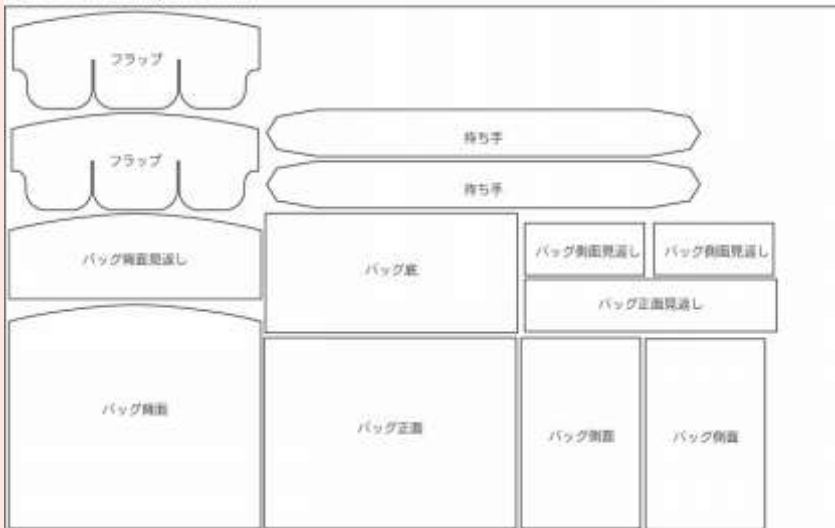 フラップ
フラップ
持ち手
持ち手
バッグ背面見返し
バッグ底
バッグ側面見返し
バッグ側面見返し
バッグ正面見返し
バッグ背面
バッグ正面
バッグ側面
バッグ側面